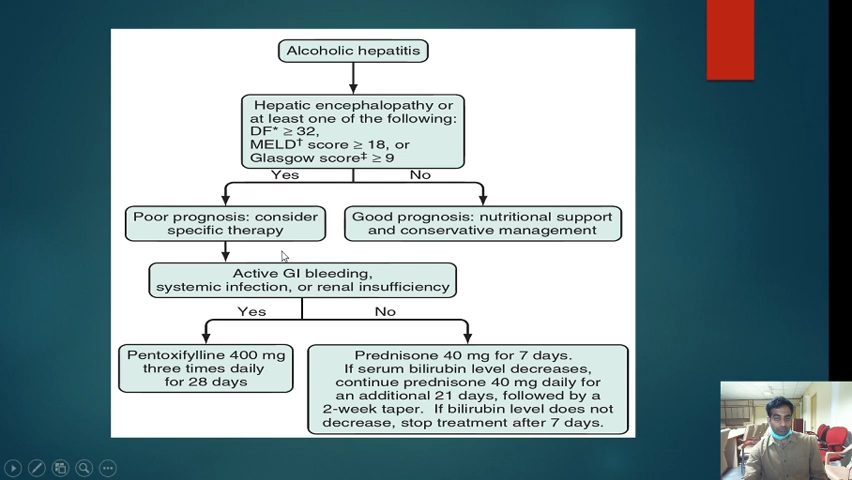 Alcoholic hepatitis
Hepatic encephalopathy or
at least one of the following:
DF* ≥ 32,
MELD† score ≥ 18, or
Glasgow score‡ ≥ 9
Yes
No
Poor prognosis: consider
specific therapy
Good prognosis: nutritional support
and conservative management
Active GI bleeding,
systemic infection, or renal insufficiency
Yes
No
Pentoxifylline 400 mg
three times daily
for 28 days
Prednisone 40 mg for 7 days.
If serum bilirubin level decreases,
continue prednisone 40 mg daily for
an additional 21 days, followed by a
2-week taper. If bilirubin level does not
decrease, stop treatment after 7 days.